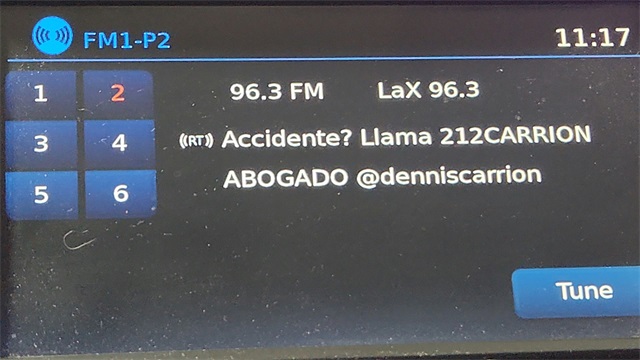 FM1-P2 11:17
1 2 96.3 FM LaX 96.3
3 4 ((RT)) Accidente? Llama 212CARRION
5 6 ABOGADO @denniscarrion
Tune